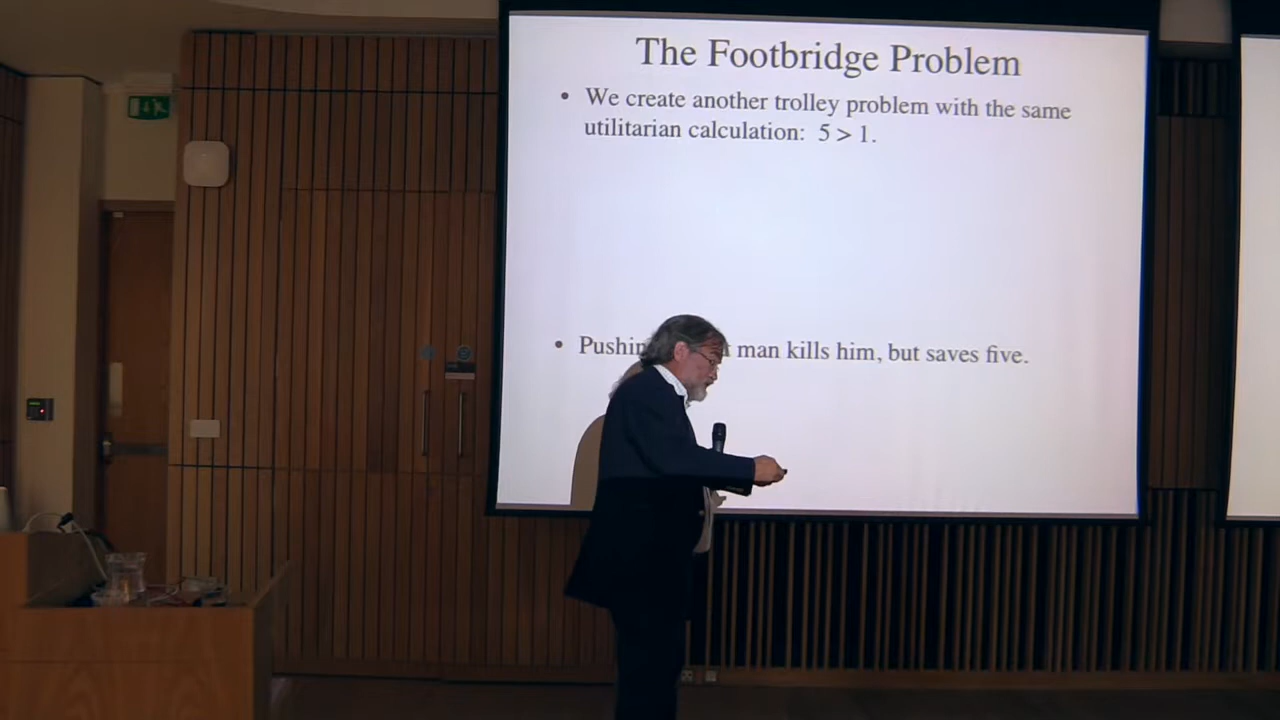 The Footbridge Problem
• We create another trolley problem with the same
utilitarian calculation: 5 > 1.
• man kills him, but saves five.